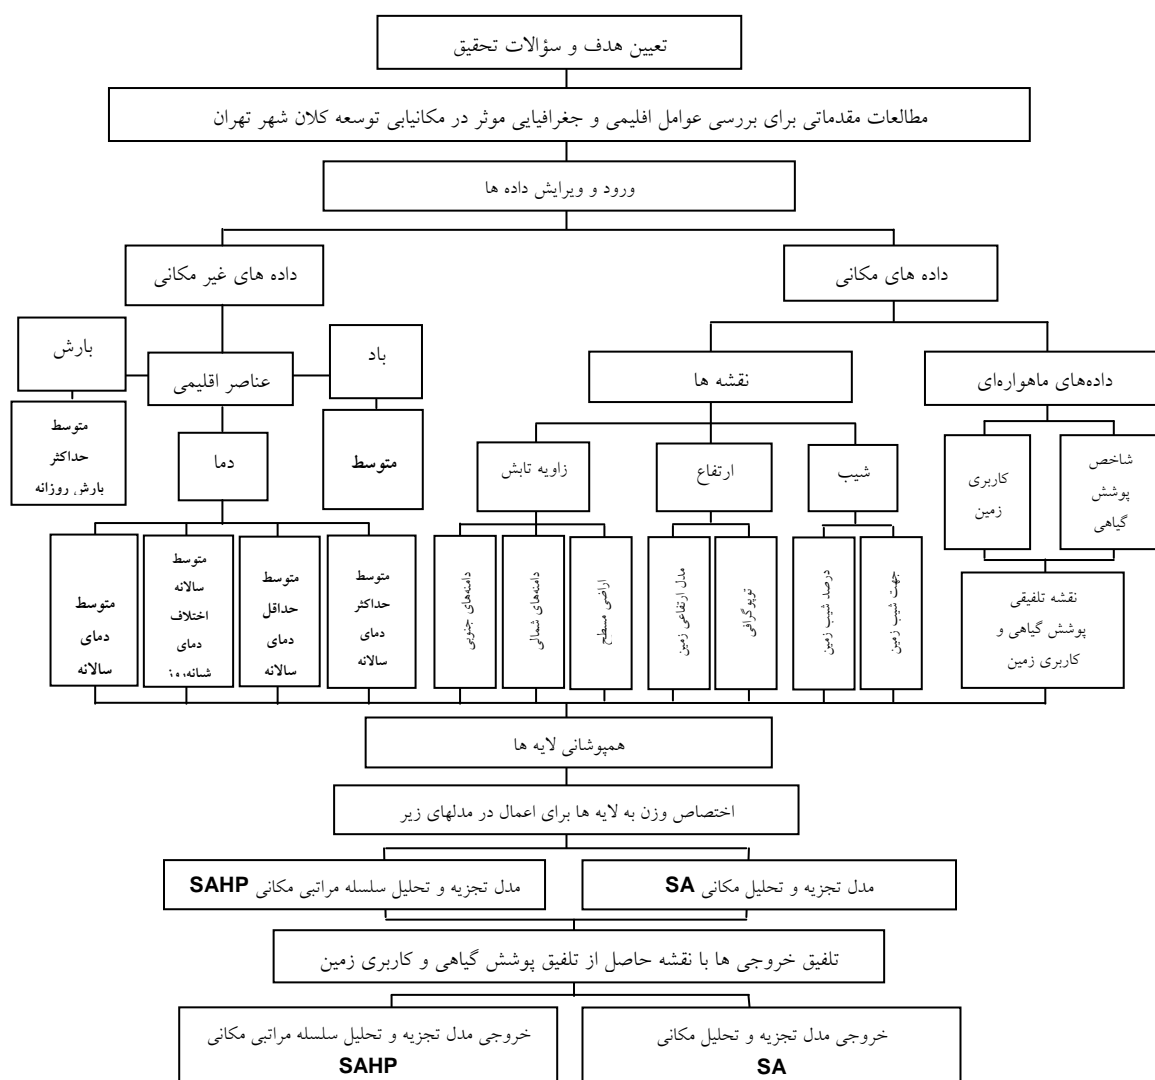 تعیین هدف و سؤالات تحقیق
مطالعات مقدماتی برای بررسی عوامل اقلیمی و جغرافیایی موثر در مکانیابی توسعه کلان شهر تهران
ورود و ویرایش داده ها
داده های مکانی
داده های غیر مکانی
باد
بارش
عناصر اقلیمی
نقشه ها
داده‌های ماهواره‌ای
متوسط
حداکثر
بارش روزانه
متوسط
دما
شیب
ارتفاع
زاویه تابش
شاخص
پوشش
گیاهی
کاربری
زمین
نقشه تلفیقی
پوشش گیاهی و
کاربری زمین
جهت شیب زمین
درصد شیب زمین
توپوگرافی
مدل ارتفاعی زمین
اراضی مسطح
دامنه‌های شمالی
دامنه‌های جنوبی
متوسط
حداکثر
دمای
سالانه
متوسط
حداقل
دمای
سالانه
متوسط
سالانه
اختلاف
دمای
شبانه‌روز
متوسط
دمای
سالانه
همپوشانی لایه ها
اختصاص وزن به لایه ها برای اعمال در مدلهای زیر
مدل تجزیه و تحلیل مکانی SA
مدل تجزیه و تحلیل سلسله مراتبی مکانی SAHP
تلفیق خروجی ها با نقشه حاصل از تلفیق پوشش گیاهی و کاربری زمین
خروجی مدل تجزیه و تحلیل مکانی
SA
خروجی مدل تجزیه و تحلیل سلسله مراتبی مکانی
SAHP